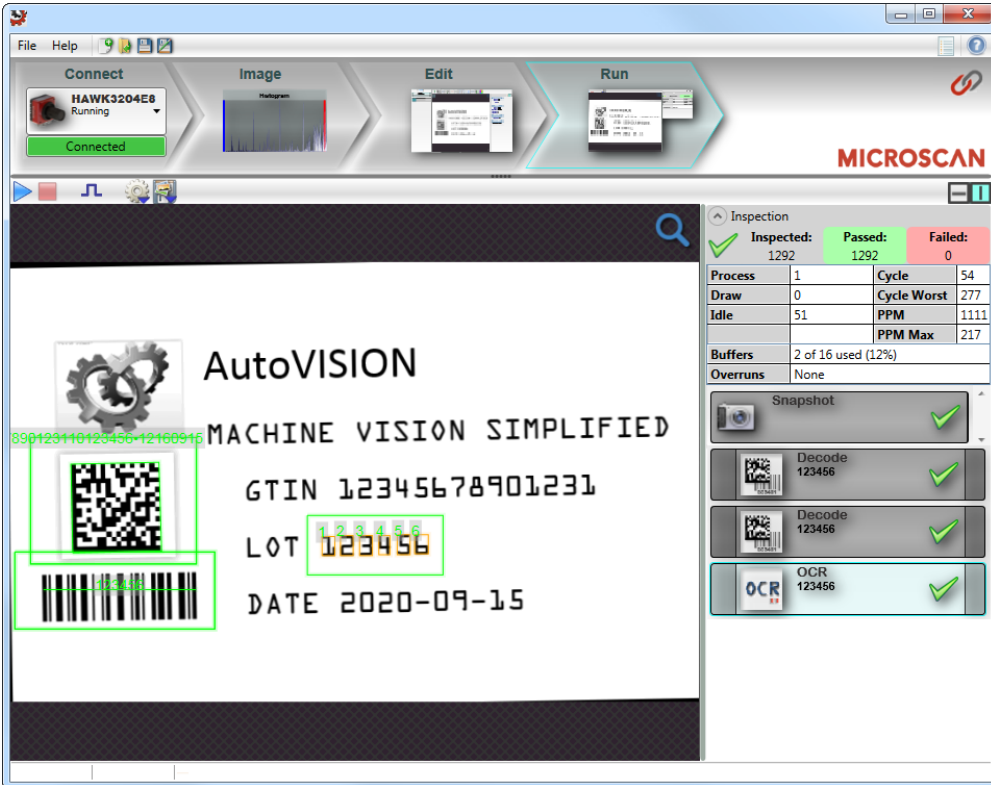 File Help
Connect Image Edit Run
HAWK3204E8
Running
Histogram
Connected
MICROSCAN
Inspection
Inspected: Passed: Failed:
1292 1292 0
Process 1 Cycle 54
Draw 0 Cycle Worst 277
Idle 51 PPM 1111
PPM Max 217
Buffers 2 of 16 used (12%)
Overruns None
AutoVISION
890123110123456-12160915
MACHINE VISION SIMPLIFIED
GTIN 12345678901231
1 2 3 4 5 6
LOT 123456
123456
DATE 2020-09-15
Snapshot
Decode
123456
Decode
123456
OCR
OCR
123456